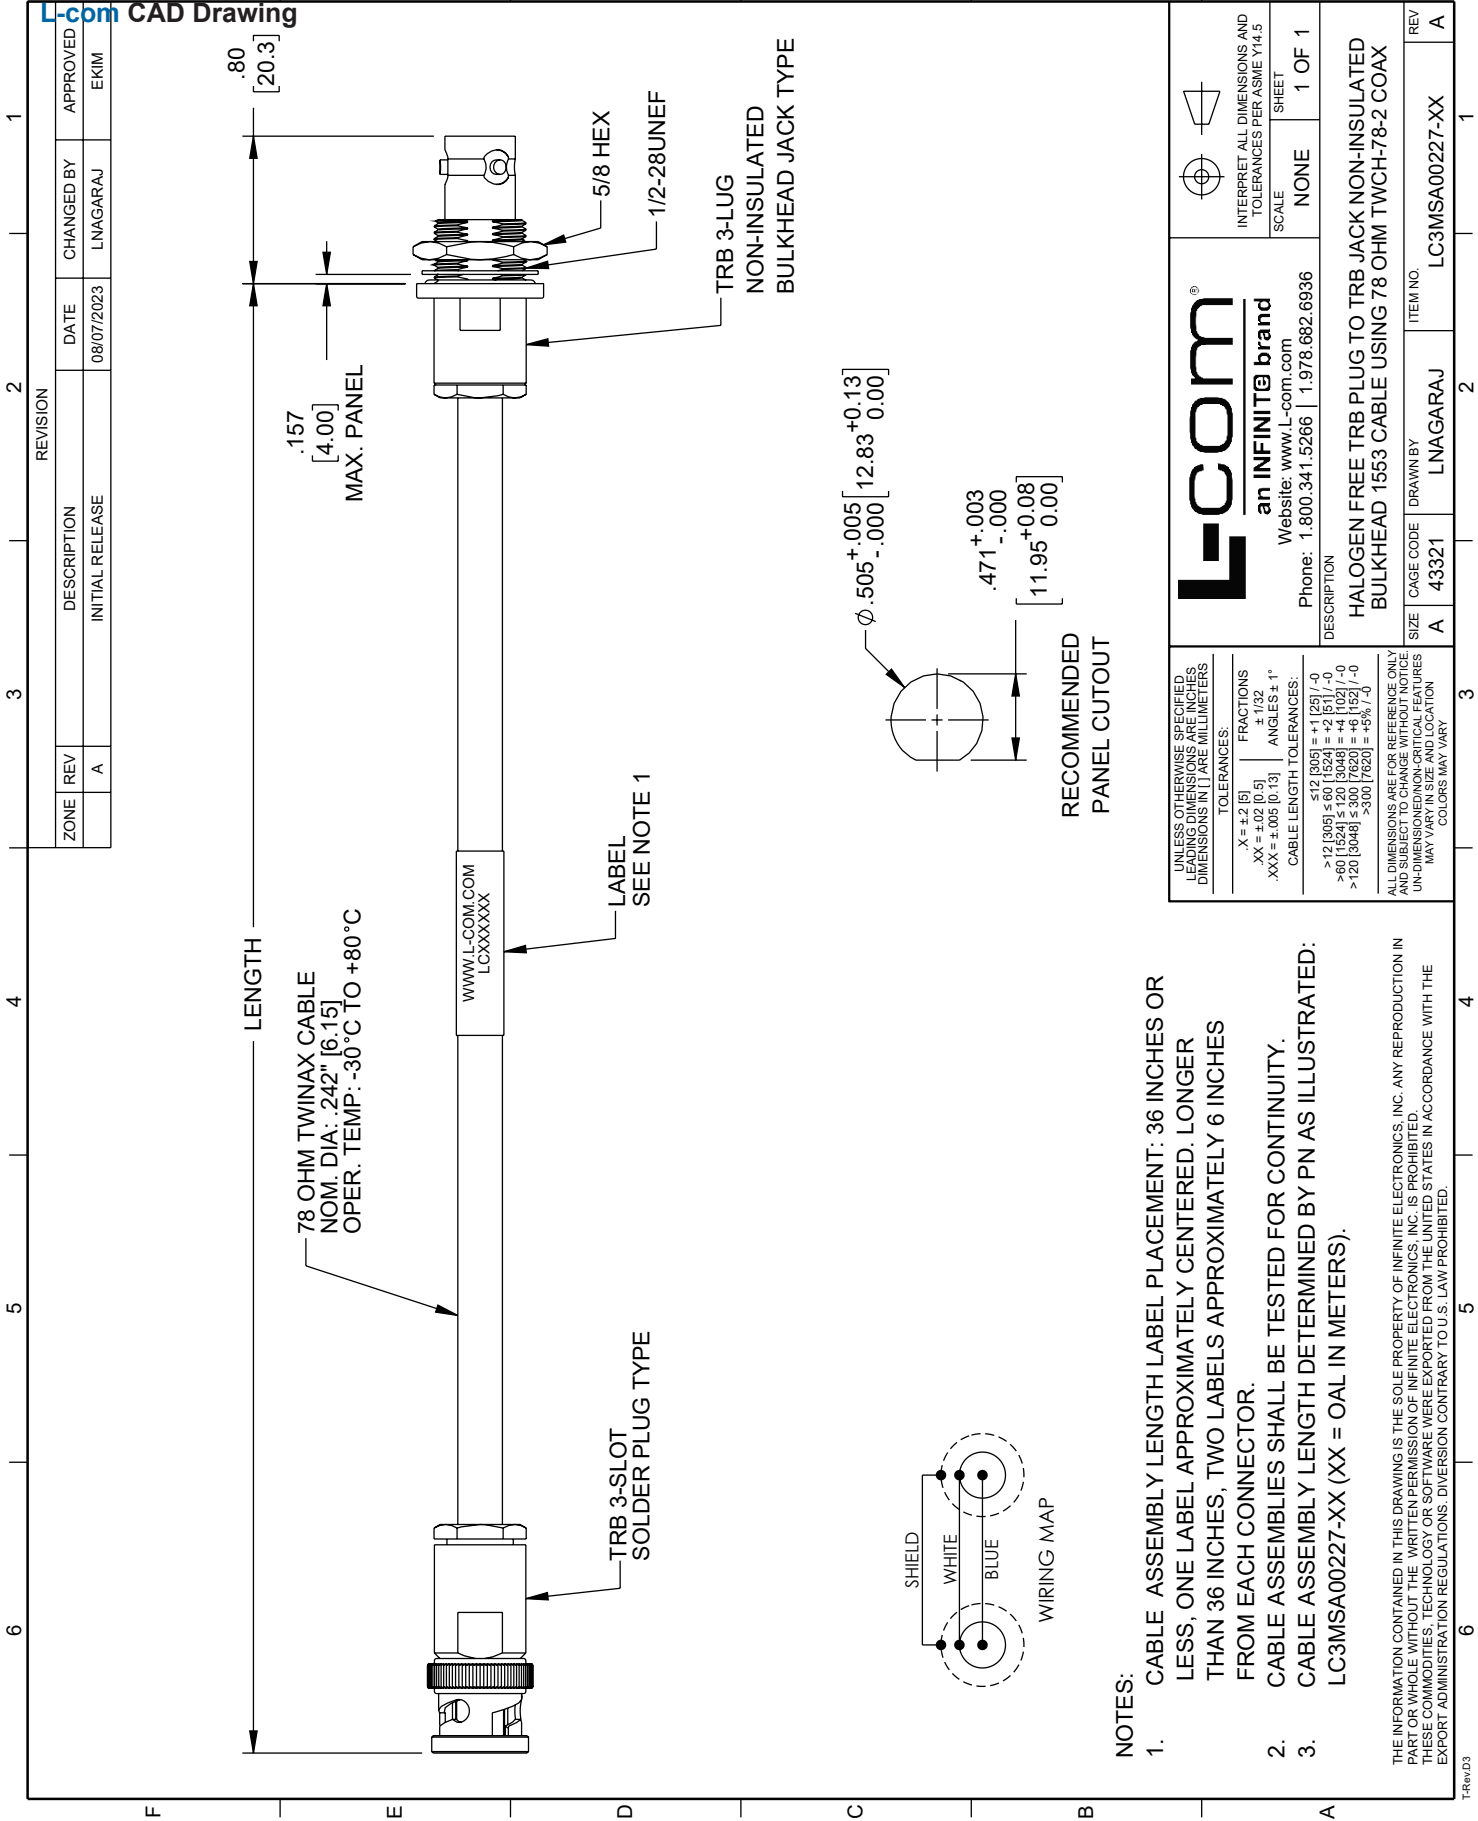 L-com CAD Drawing
REVISION
ZONE REV DESCRIPTION DATE CHANGED BY APPROVED
A INITIAL RELEASE 08/07/2023 LNAGARAJ EKIM
6 5 4 3 2 1
F
E
D
C
B
A
LENGTH
.80
[20.3]
.157
[4.00]
MAX. PANEL
78 OHM TWINAX CABLE
NOM. DIA: .242" [6.15]
OPER. TEMP: -30°C TO +80°C
WWW.L-COM.COM
LCXXXXXX
5/8 HEX
1/2-28UNEF
TRB 3-LUG
NON-INSULATED
BULKHEAD JACK TYPE
TRB 3-SLOT
SOLDER PLUG TYPE
LABEL
SEE NOTE 1
Ø .505 +.005 -.000 [12.83 +0.13 0.00]
.471 +.003 -.000
[11.95 +0.08 0.00]
RECOMMENDED
PANEL CUTOUT
SHIELD
WHITE
BLUE
WIRING MAP
NOTES:
1. CABLE ASSEMBLY LENGTH LABEL PLACEMENT: 36 INCHES OR
LESS, ONE LABEL APPROXIMATELY CENTERED. LONGER
THAN 36 INCHES, TWO LABELS APPROXIMATELY 6 INCHES
FROM EACH CONNECTOR.
2. CABLE ASSEMBLIES SHALL BE TESTED FOR CONTINUITY.
3. CABLE ASSEMBLY LENGTH DETERMINED BY PN AS ILLUSTRATED:
LC3MSA00227-XX (XX = OAL IN METERS).
THE INFORMATION CONTAINED IN THIS DRAWING IS THE SOLE PROPERTY OF INFINITE ELECTRONICS, INC. ANY REPRODUCTION IN
PART OR WHOLE WITHOUT THE WRITTEN PERMISSION OF INFINITE ELECTRONICS, INC. IS PROHIBITED.
THESE COMMODITIES, TECHNOLOGY OR SOFTWARE WERE EXPORTED FROM THE UNITED STATES IN ACCORDANCE WITH THE
EXPORT ADMINISTRATION REGULATIONS. DIVERSION CONTRARY TO U.S. LAW PROHIBITED.
UNLESS OTHERWISE SPECIFIED
LEADING DIMENSIONS ARE INCHES
DIMENSIONS IN [ ] ARE MILLIMETERS
TOLERANCES:
.X = ±.2 [5] FRACTIONS
.XX = ±.02 [0.5] ± 1/32
.XXX = ±.005 [0.13] ANGLES ± 1°
CABLE LENGTH TOLERANCES:
≤12 [305] = +1 [25] / -0
>12 [305] ≤ 60 [1524] = +2 [51] / -0
>60 [1524] ≤ 120 [3048] = +4 [102] / -0
>120 [3048] ≤ 300 [7620] = +6 [152] / -0
>300 [7620] = +5% / -0
ALL DIMENSIONS ARE FOR REFERENCE ONLY
AND SUBJECT TO CHANGE WITHOUT NOTICE.
UN-DIMENSIONED/NON-CRITICAL FEATURES
MAY VARY IN SIZE AND LOCATION
COLORS MAY VARY
L-com®
an INFINIT@ brand
Website: www.L-com.com
Phone: 1.800.341.5266 | 1.978.682.6936
INTERPRET ALL DIMENSIONS AND
TOLERANCES PER ASME Y14.5
SCALE NONE
SHEET 1 OF 1
DESCRIPTION
HALOGEN FREE TRB PLUG TO TRB JACK NON-INSULATED
BULKHEAD 1553 CABLE USING 78 OHM TWCH-78-2 COAX
SIZE CAGE CODE DRAWN BY ITEM NO. REV
A 43321 LNAGARAJ LC3MSA00227-XX A
6 5 4 3 2 1
T-Rev.D3